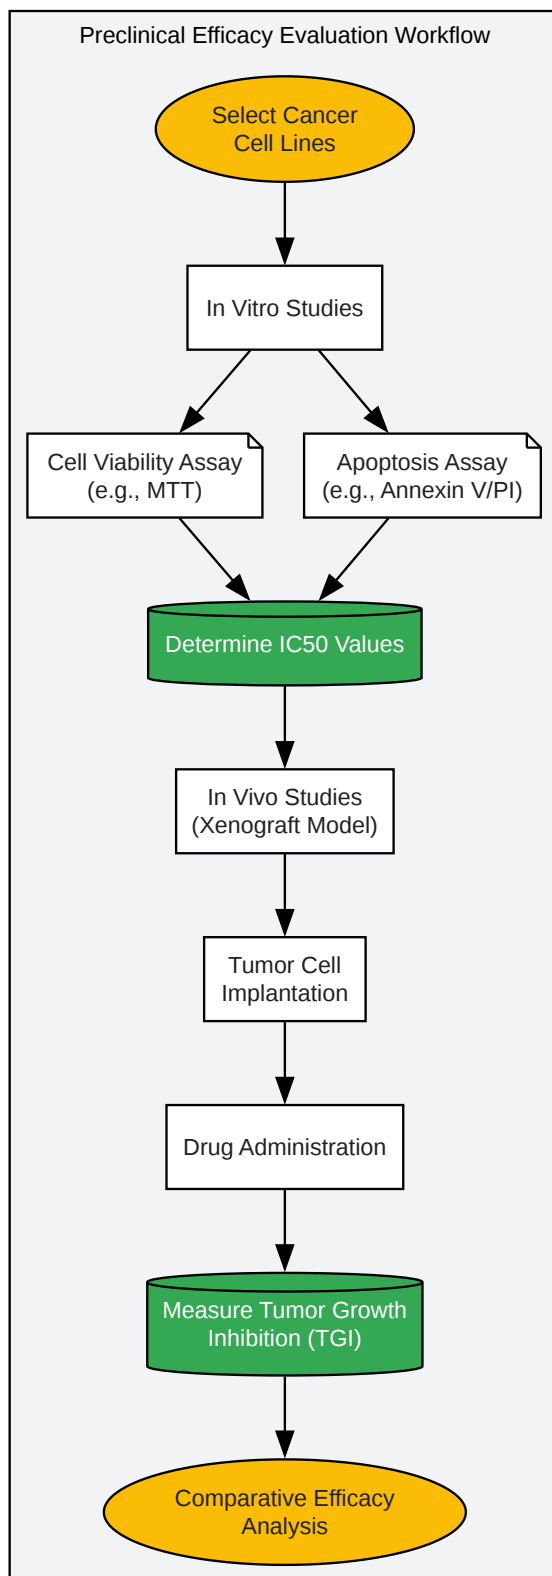 Preclinical Efficacy Evaluation Workflow
Select Cancer
Cell Lines
In Vitro Studies
Cell Viability Assay
(e.g., MTT)
Apoptosis Assay
(e.g., Annexin V/PI)
Determine IC50 Values
In Vivo Studies
(Xenograft Model)
Tumor Cell
Implantation
Drug Administration
Measure Tumor Growth
Inhibition (TGI)
Comparative Efficacy
Analysis